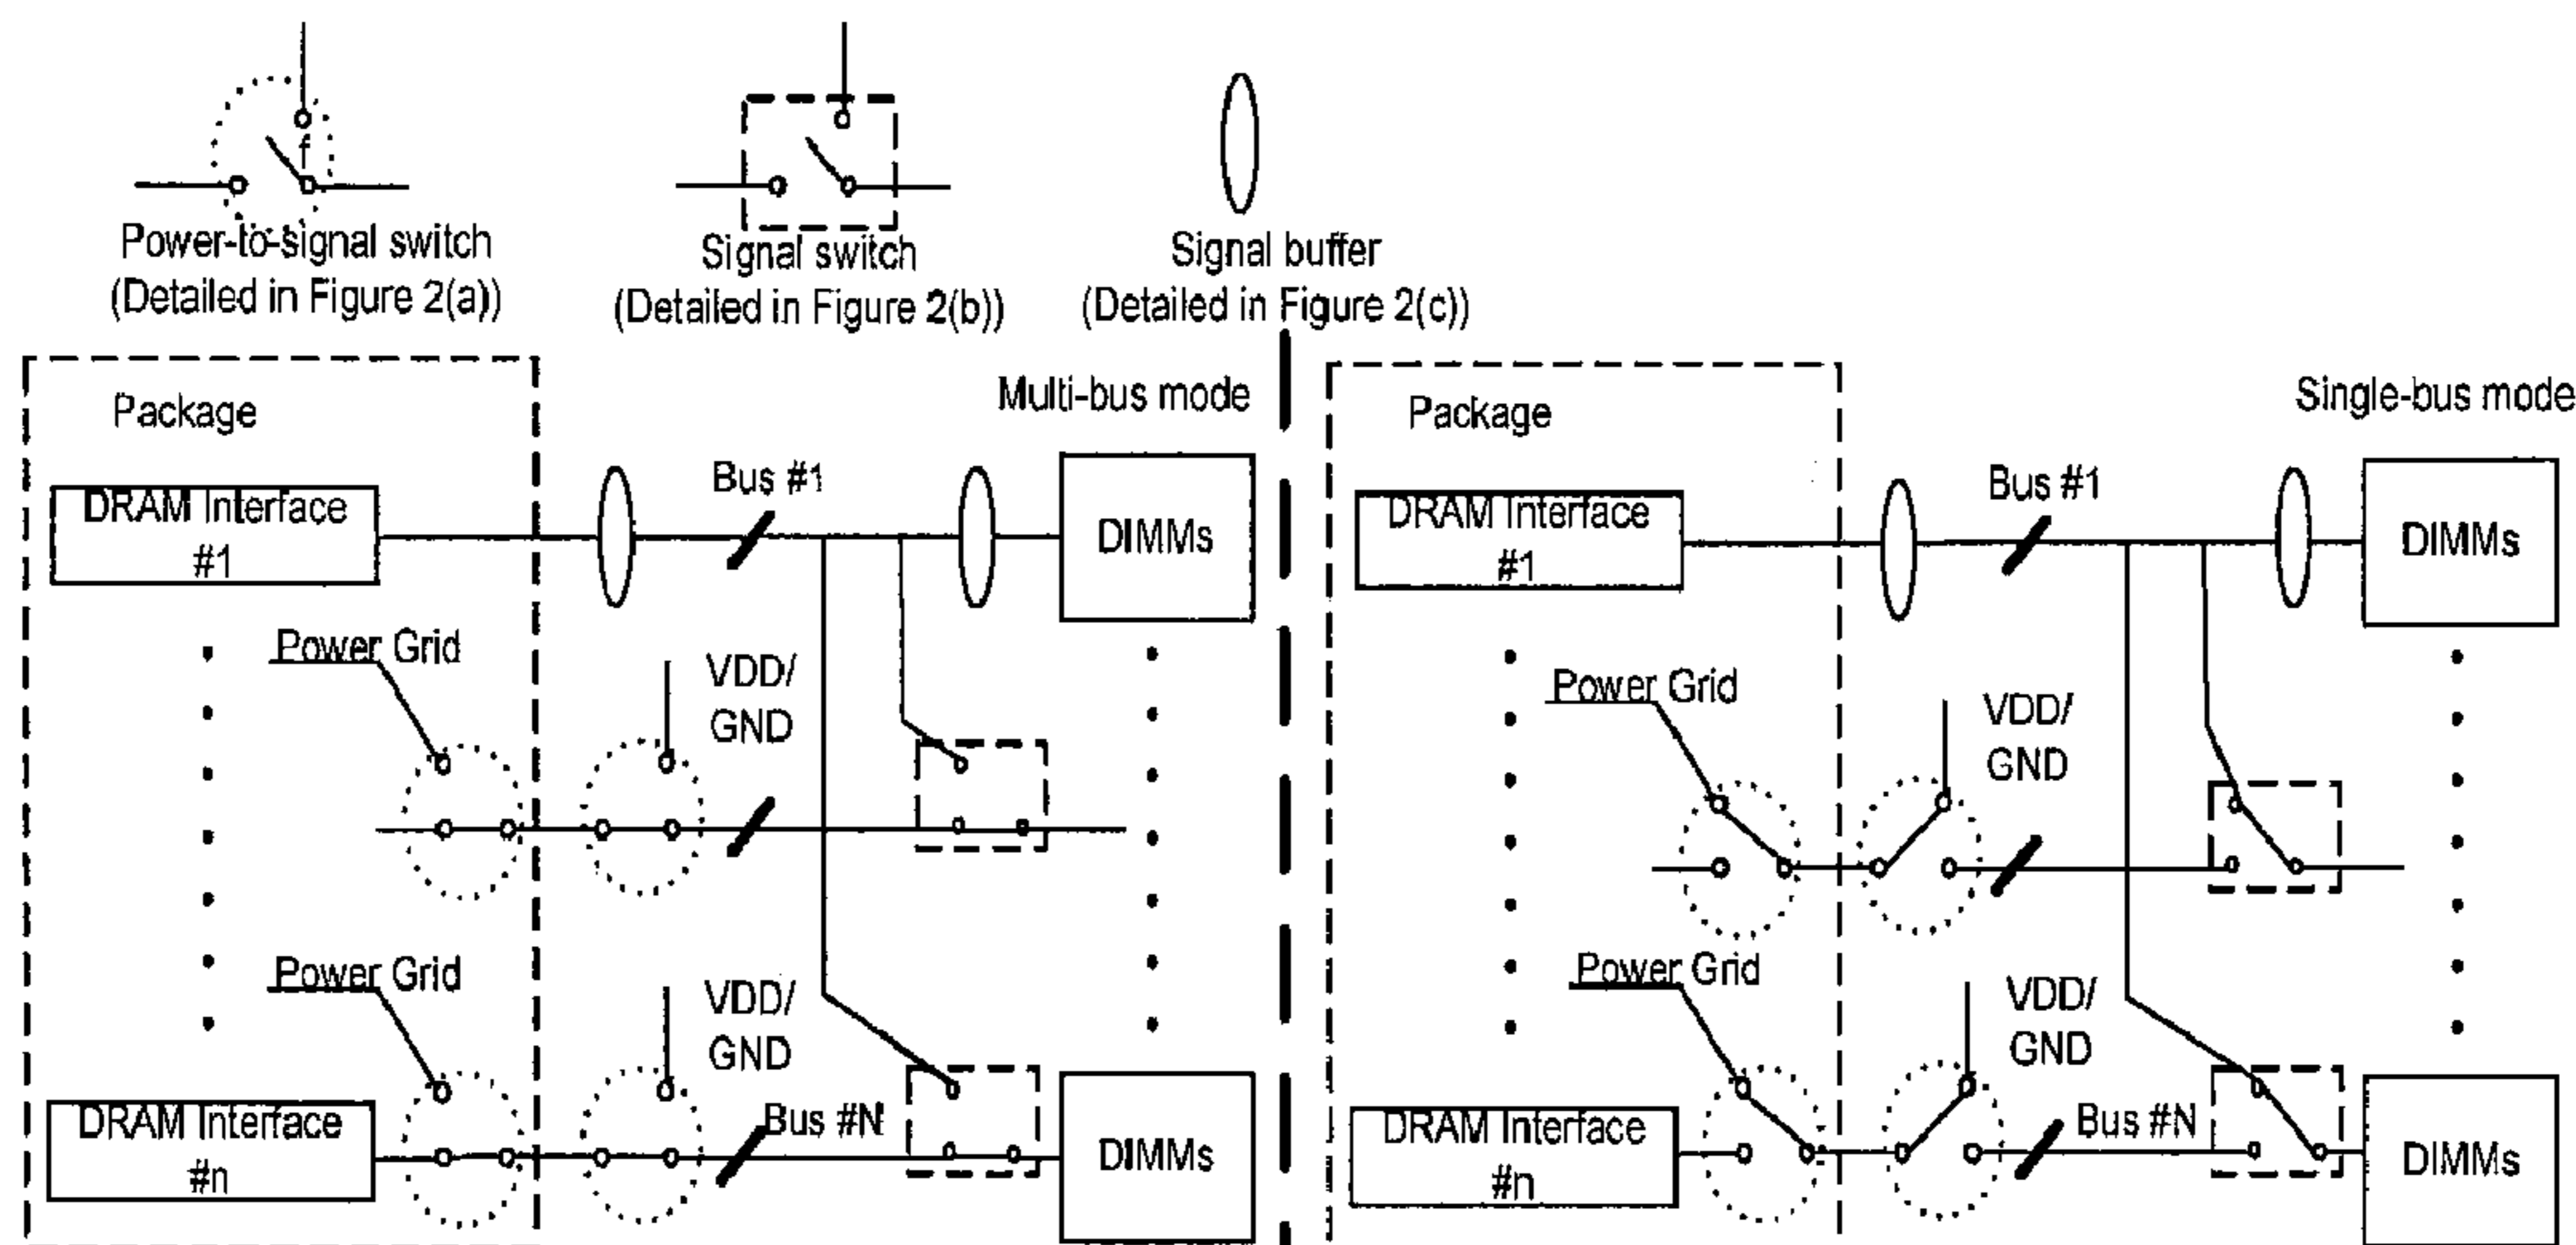 Power-to-signal switch
(Detailed in Figure 2(a))
Signal switch
(Detailed in Figure 2(b))
Signal buffer
(Detailed in Figure 2(c))
Package
Multi-bus mode
DRAM Interface
#1
Bus #1
DIMMs
Power Grid
VDD/
GND
Power Grid
VDD/
GND
DRAM Interface
#n
Bus #N
DIMMs
Package
Single-bus mode
DRAM Interface
#1
Bus #1
DIMMs
Power Grid
VDD/
GND
Power Grid
VDD/
GND
DRAM Interface
#n
Bus #N
DIMMs